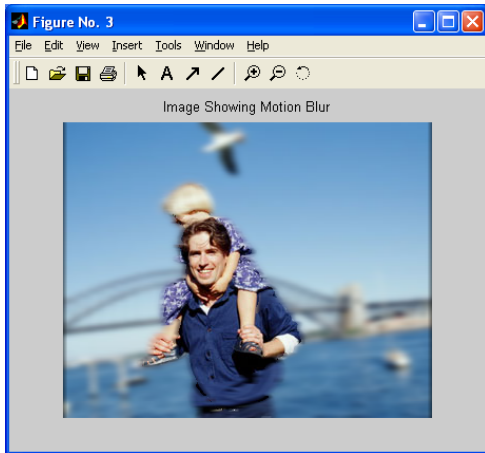 Figure No. 3
File Edit View Insert Tools Window Help
A
Image Showing Motion Blur